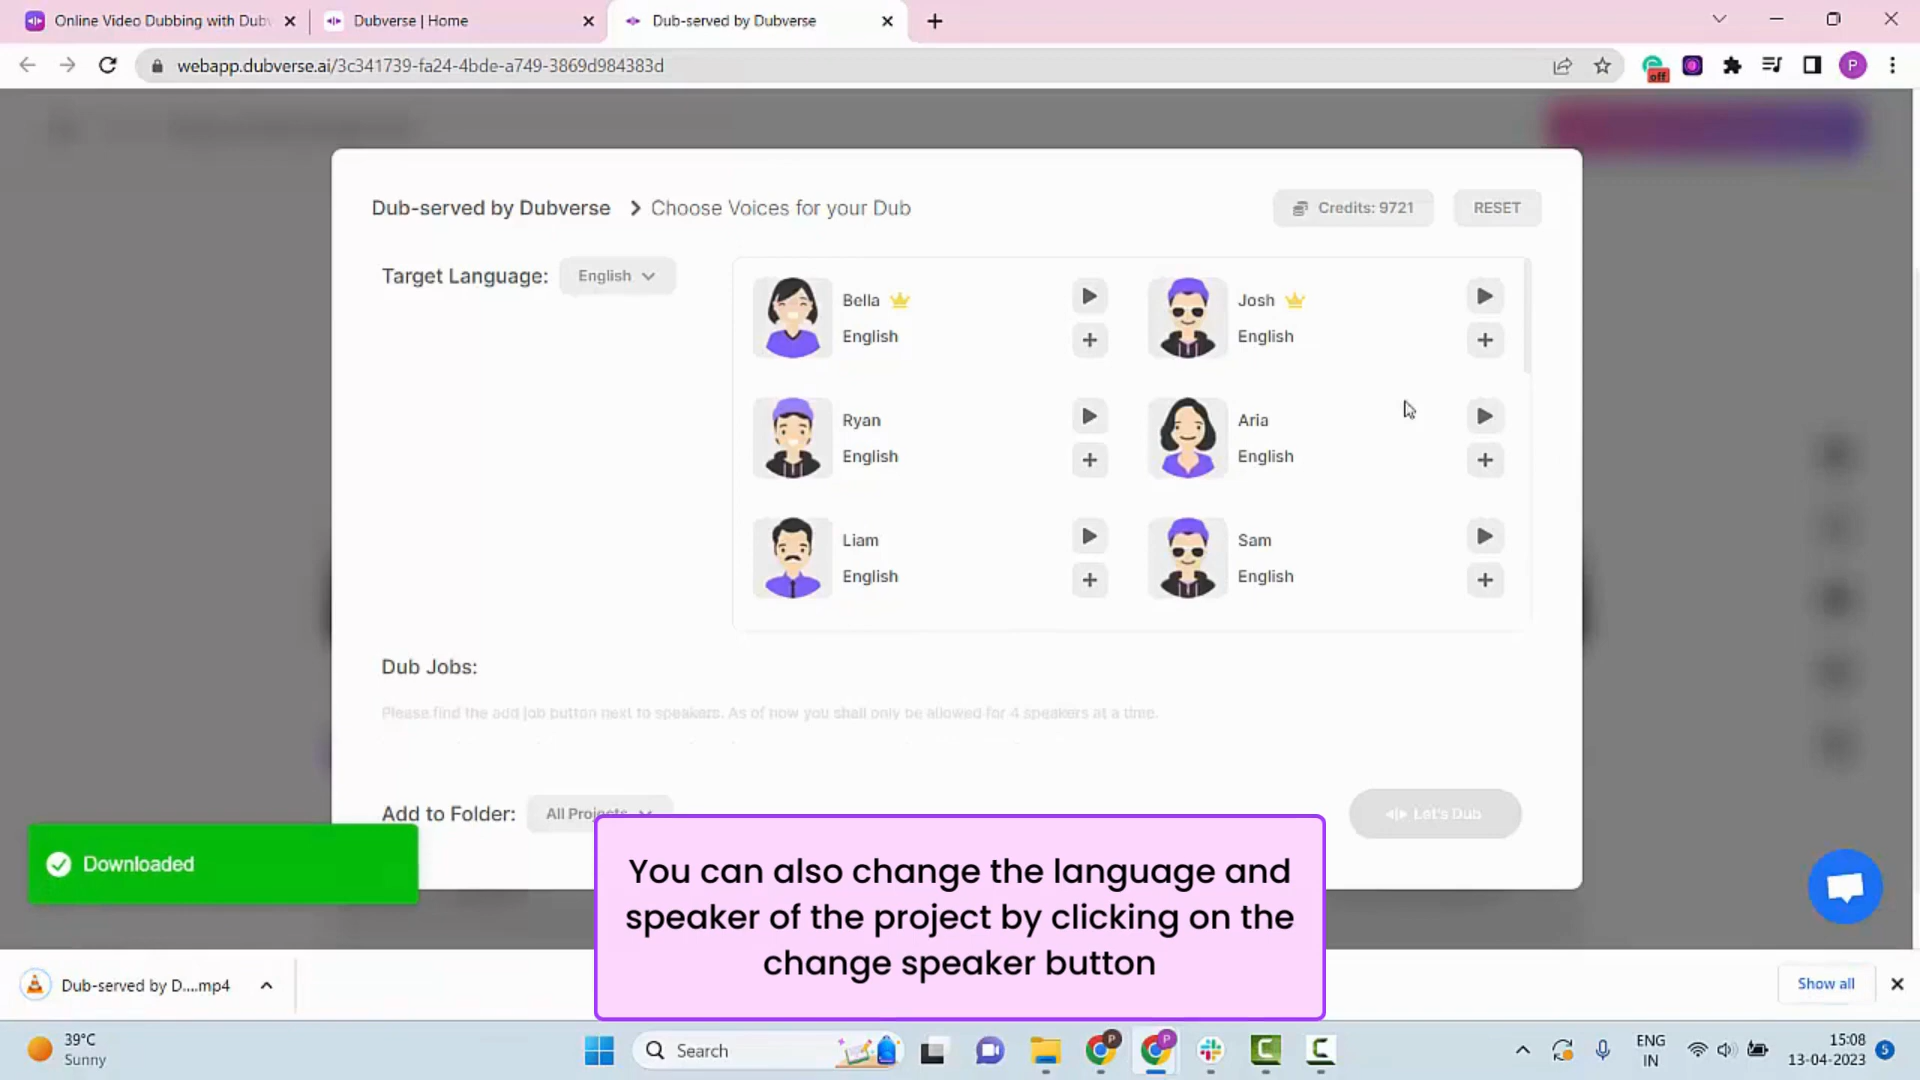 Online Video Dubbing with Dub
Dubverse | Home
Dub-served by Dubverse
webapp.dubverse.ai/3c341739-fa24-4bde-a749-3869d984383d
off
P
Dub-served by Dubverse > Choose Voices for your Dub
Credits: 9721
RESET
Target Language: English
Bella
English
Josh
English
Ryan
English
Aria
English
Liam
English
Sam
English
Dub Jobs:
Please find the add job button next to speakers. As of now you shall only be allowed for 4 speakers at a time.
Add to Folder: All Projects
Let's Dub
Downloaded
You can also change the language and
speaker of the project by clicking on the
change speaker button
Dub-served by D....mp4
Show all
39°C
Sunny
Search
P
P
ENG
IN
15:08
13-04-2023
5